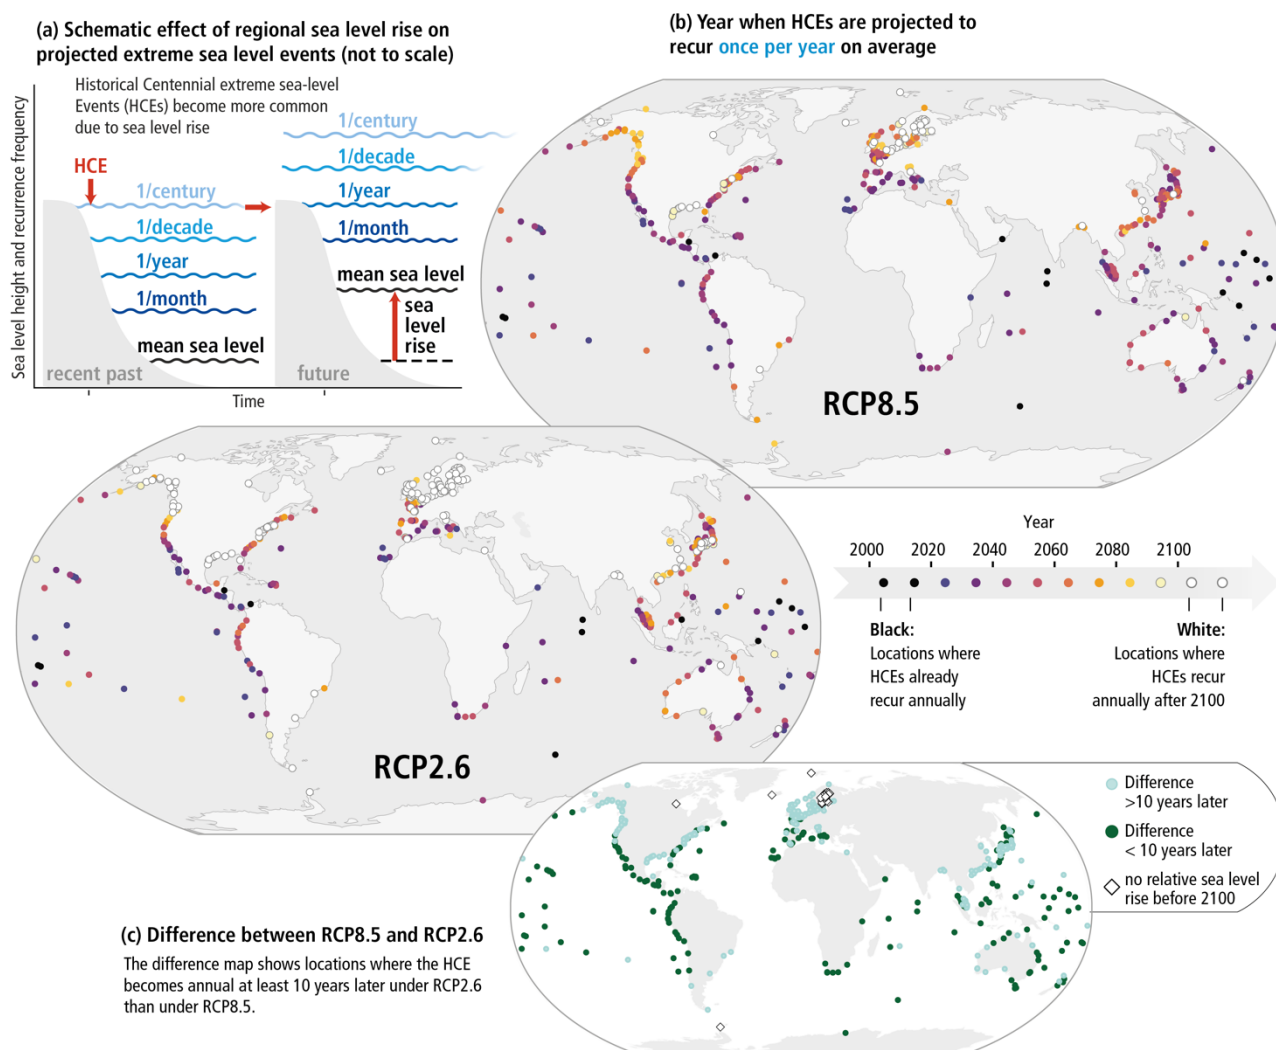 (a) Schematic effect of regional sea level rise on
projected extreme sea level events (not to scale)
Historical Centennial extreme sea-level
Events (HCEs) become more common
due to sea level rise
Sea level height and recurrence frequency
HCE
1/century
1/decade
1/year
1/month
mean sea level
recent past
1/century
1/decade
1/year
1/month
mean sea level
sea
level
rise
future
Time
(b) Year when HCEs are projected to
recur once per year on average
RCP8.5
RCP2.6
Year
2000 2020 2040 2060 2080 2100
Black:
Locations where
HCEs already
recur annually
White:
Locations where
HCEs recur
annually after 2100
(c) Difference between RCP8.5 and RCP2.6
The difference map shows locations where the HCE
becomes annual at least 10 years later under RCP2.6
than under RCP8.5.
Difference
>10 years later
Difference
< 10 years later
no relative sea level
rise before 2100